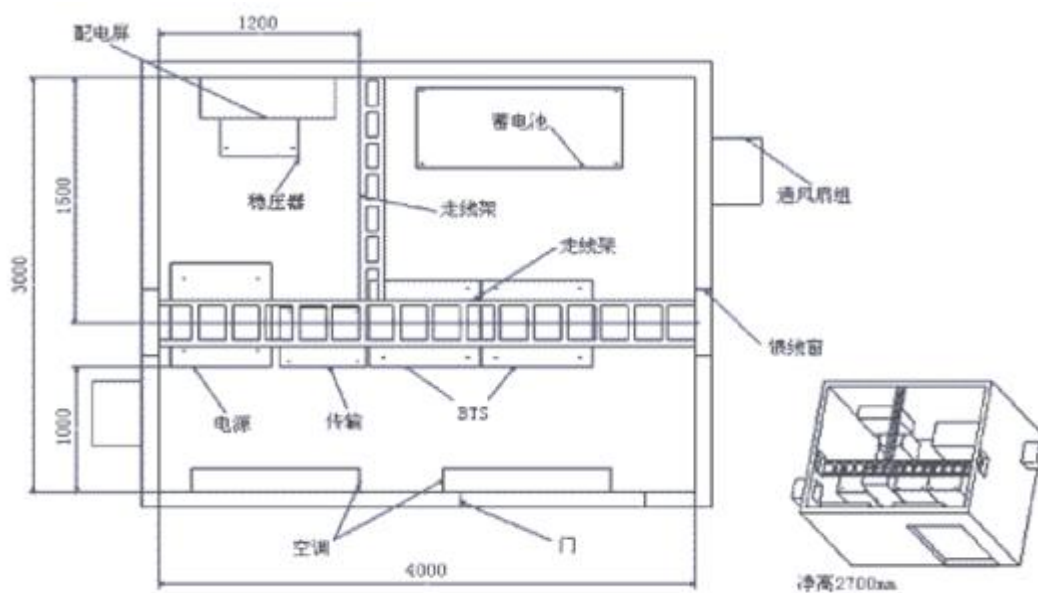 1200
配电屏
蓄电池
稳压器
走线架
通风扇组
1500
3000
走线架
馈线窗
1000
电源
传输
BTS
空调
门
4000
净高2700mm